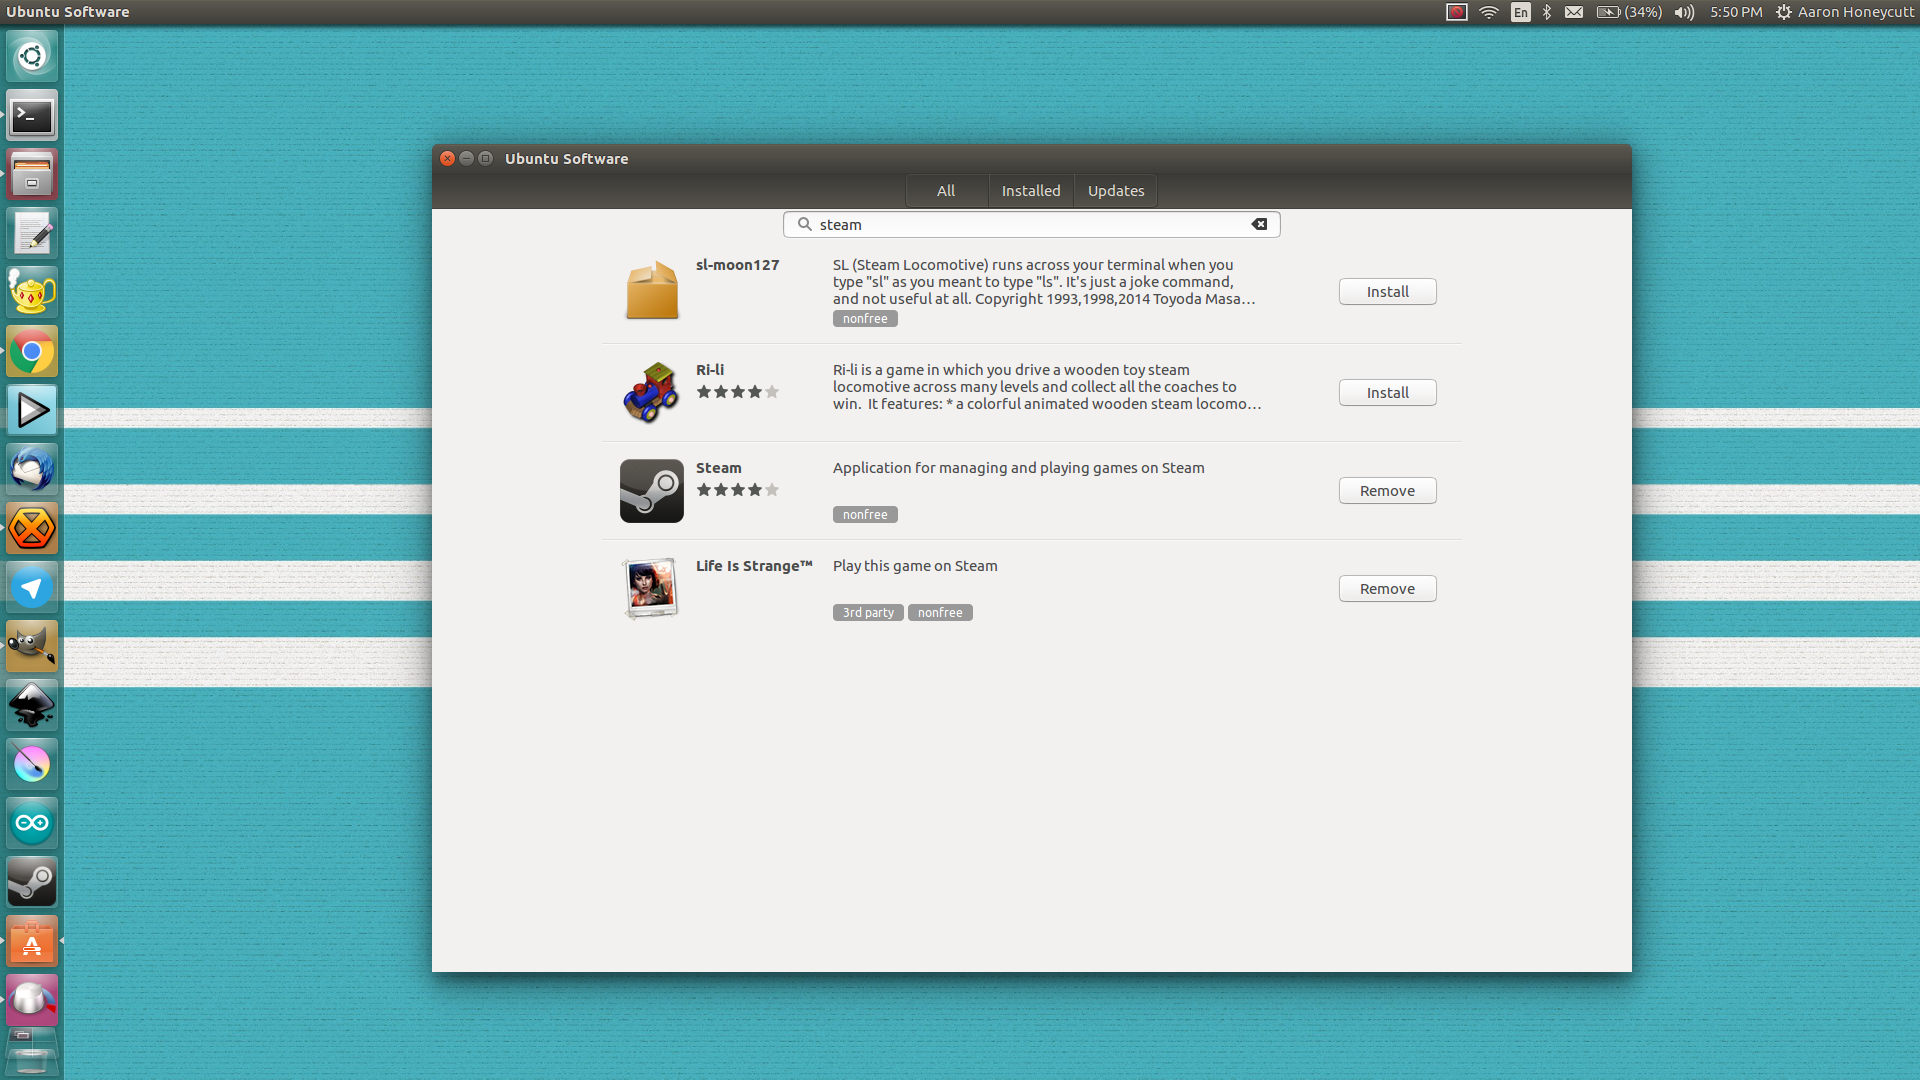 Ubuntu Software
En
(34%)
5:50 PM
Aaron Honeycutt
Ubuntu Software
All
Installed
Updates
steam
sl-moon127
SL (Steam Locomotive) runs across your terminal when you
type "sl" as you meant to type "ls". It's just a joke command,
and not useful at all. Copyright 1993,1998,2014 Toyoda Masa…
nonfree
Install
Ri-li
Ri-li is a game in which you drive a wooden toy steam
locomotive across many levels and collect all the coaches to
win.  It features: * a colorful animated wooden steam locomo…
Install
Steam
Application for managing and playing games on Steam
nonfree
Remove
Life Is Strange™
Play this game on Steam
3rd party
nonfree
Remove